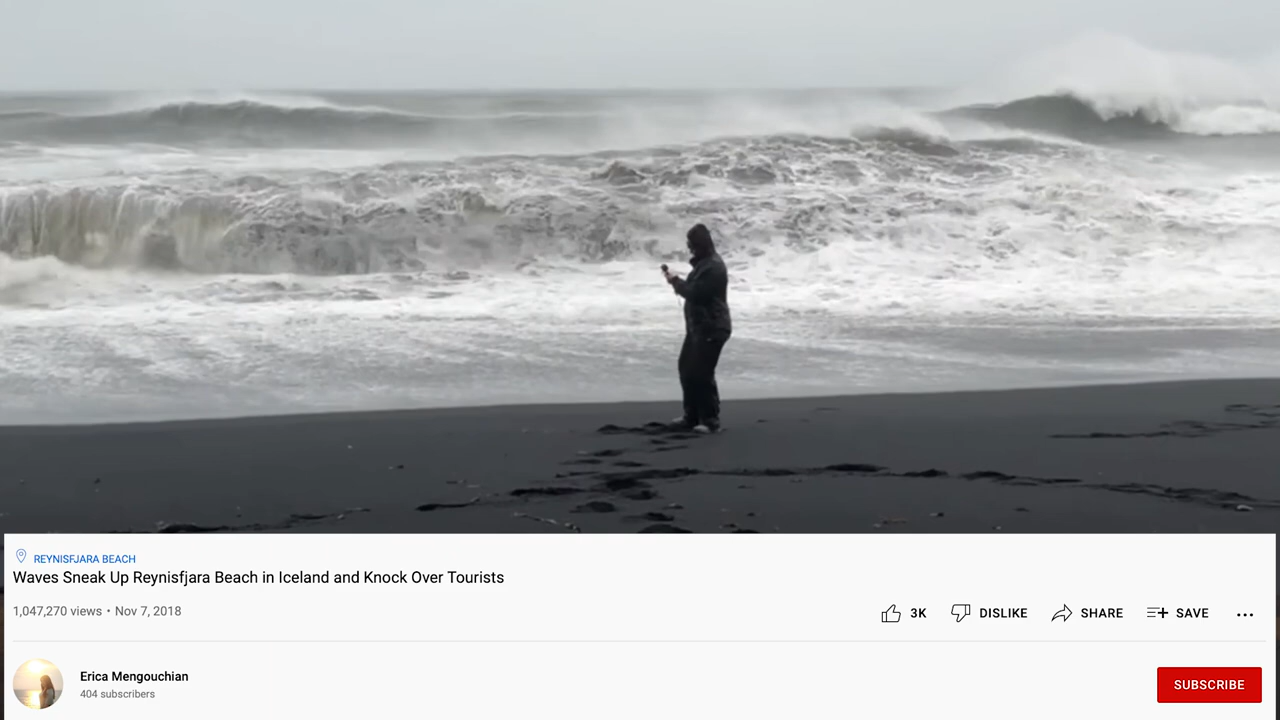 REYNISFJARA BEACH
Waves Sneak Up Reynisfjara Beach in Iceland and Knock Over Tourists
1,047,270 views • Nov 7, 2018
3K DISLIKE SHARE SAVE
Erica Mengouchian
404 subscribers
SUBSCRIBE